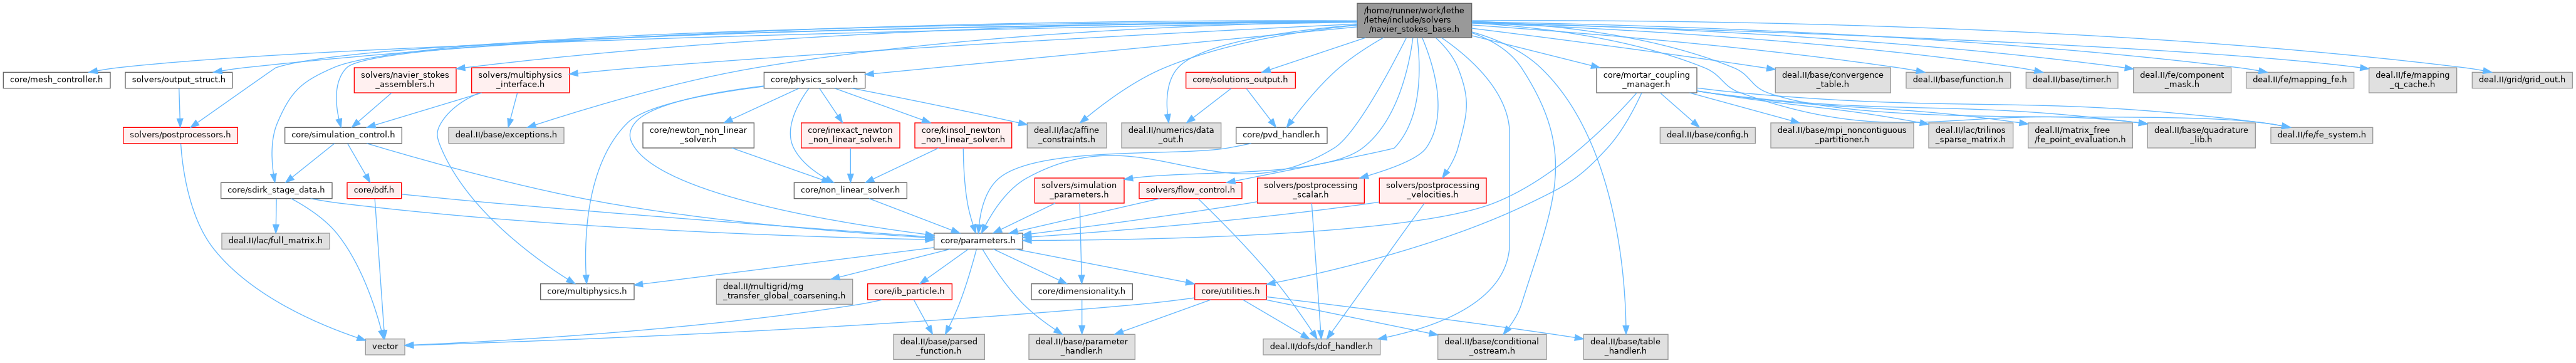 /home/runner/work/lethe
/lethe/include/solvers
/navier_stokes_base.h
core/mesh_controller.h
solvers/output_struct.h
solvers/navier_stokes
_assemblers.h
solvers/multiphysics
_interface.h
core/physics_solver.h
core/solutions_output.h
core/mortar_coupling
_manager.h
deal.II/base/convergence
_table.h
deal.II/base/function.h
deal.II/base/timer.h
deal.II/fe/component
_mask.h
deal.II/fe/mapping_fe.h
deal.II/fe/mapping
_q_cache.h
deal.II/grid/grid_out.h
solvers/postprocessors.h
core/simulation_control.h
deal.II/base/exceptions.h
core/newton_non_linear
_solver.h
core/inexact_newton
_non_linear_solver.h
core/kinsol_newton
_non_linear_solver.h
deal.II/lac/affine
_constraints.h
deal.II/numerics/data
_out.h
core/pvd_handler.h
deal.II/base/config.h
deal.II/base/mpi_noncontiguous
_partitioner.h
deal.II/lac/trilinos
_sparse_matrix.h
deal.II/matrix_free
/fe_point_evaluation.h
deal.II/base/quadrature
_lib.h
deal.II/fe/fe_system.h
core/sdirk_stage_data.h
core/bdf.h
core/non_linear_solver.h
solvers/simulation
_parameters.h
solvers/flow_control.h
solvers/postprocessing
_scalar.h
solvers/postprocessing
_velocities.h
deal.II/lac/full_matrix.h
core/parameters.h
core/multiphysics.h
deal.II/multigrid/mg
_transfer_global_coarsening.h
core/ib_particle.h
core/dimensionality.h
core/utilities.h
vector
deal.II/base/parsed
_function.h
deal.II/base/parameter
_handler.h
deal.II/dofs/dof_handler.h
deal.II/base/conditional
_ostream.h
deal.II/base/table
_handler.h